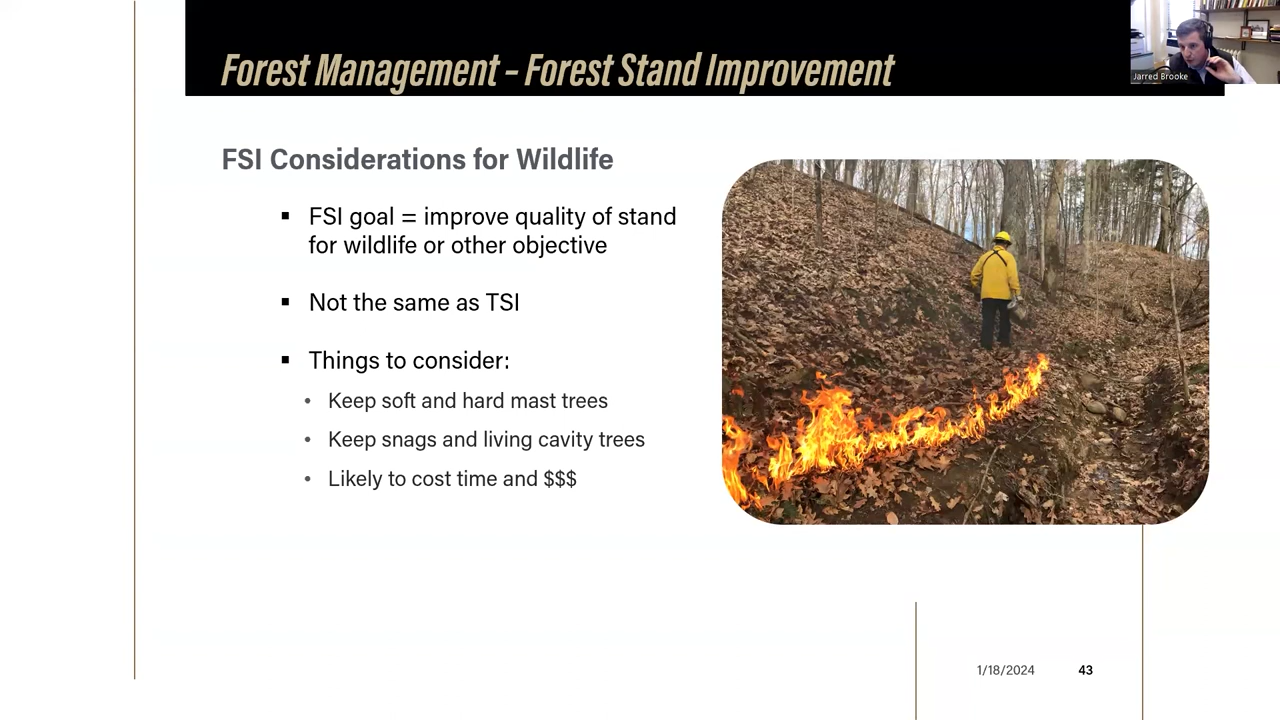 Forest Management – Forest Stand Improvement
Jarred Brooke
FSI Considerations for Wildlife
▪ FSI goal = improve quality of stand
for wildlife or other objective
▪ Not the same as TSI
▪ Things to consider:
• Keep soft and hard mast trees
• Keep snags and living cavity trees
• Likely to cost time and $$$
1/18/2024 43